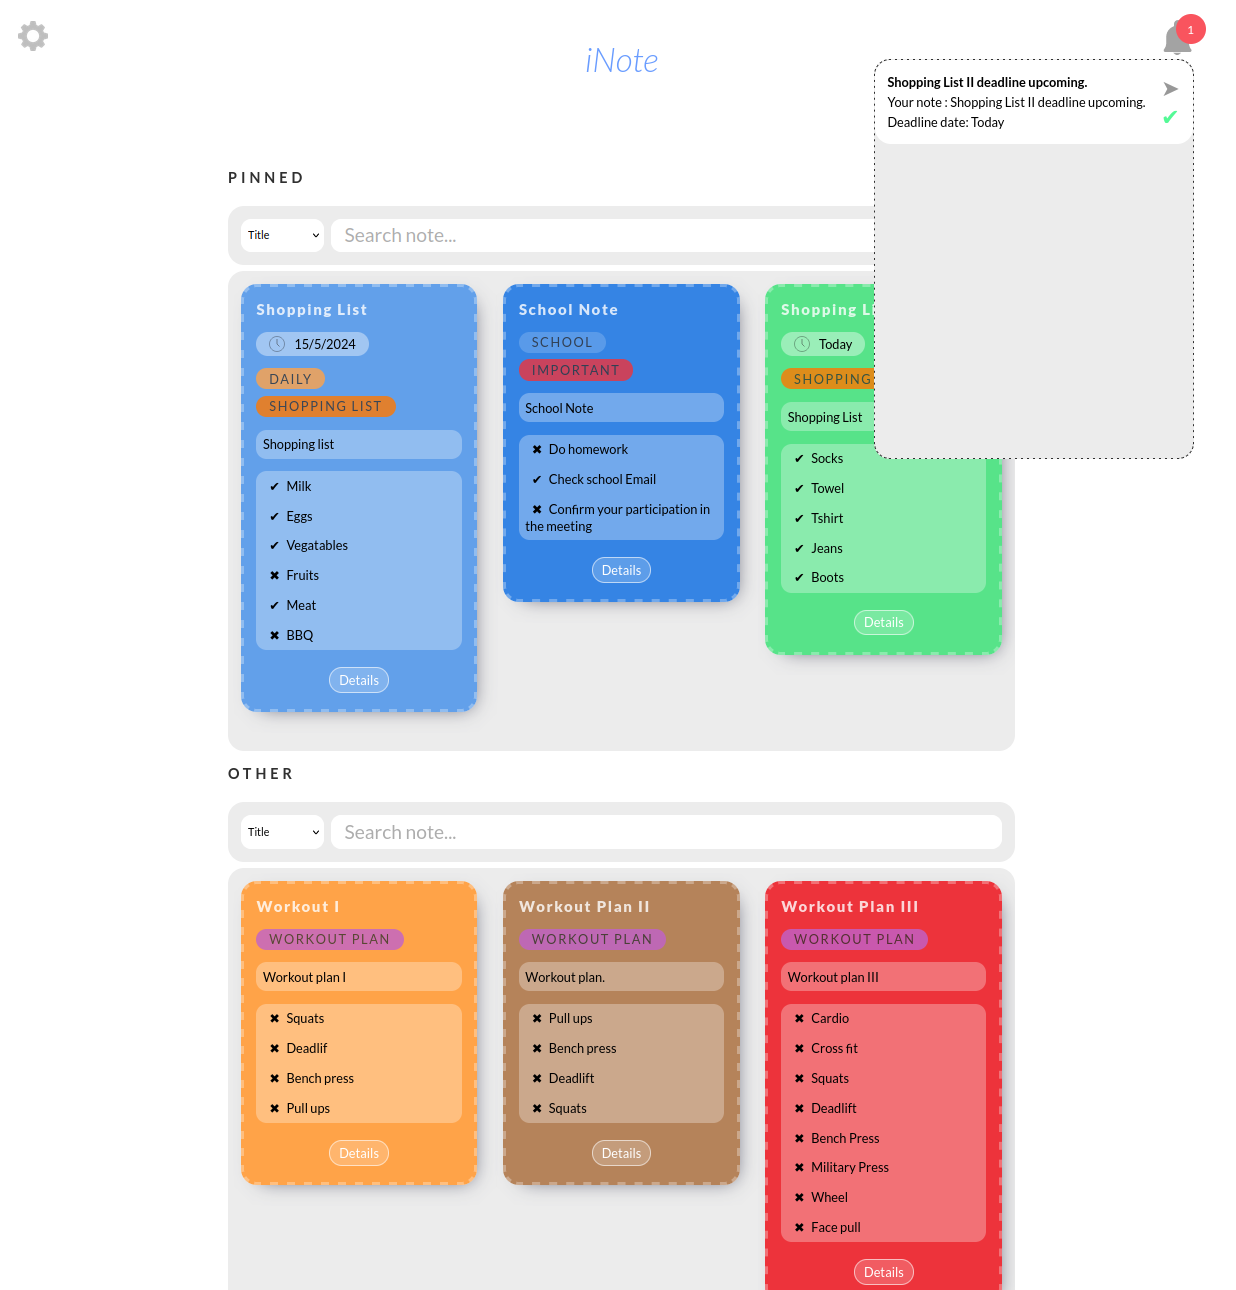 iNote
1
Shopping List II deadline upcoming.
Your note : Shopping List II deadline upcoming.
Deadline date: Today
PINNED
Title
Search note...
Shopping List
15/5/2024
DAILY
SHOPPING LIST
Shopping list
✔ Milk
✔ Eggs
✔ Vegatables
✖ Fruits
✔ Meat
✖ BBQ
Details
School Note
SCHOOL
IMPORTANT
School Note
✖ Do homework
✔ Check school Email
✖ Confirm your participation in
the meeting
Details
Shopping
Today
SHOPPING
Shopping List
✔ Socks
✔ Towel
✔ Tshirt
✔ Jeans
✔ Boots
Details
OTHER
Title
Search note...
Workout I
WORKOUT PLAN
Workout plan I
✖ Squats
✖ Deadlif
✖ Bench press
✖ Pull ups
Details
Workout Plan II
WORKOUT PLAN
Workout plan.
✖ Pull ups
✖ Bench press
✖ Deadlift
✖ Squats
Details
Workout Plan III
WORKOUT PLAN
Workout plan III
✖ Cardio
✖ Cross fit
✖ Squats
✖ Deadlift
✖ Bench Press
✖ Military Press
✖ Wheel
✖ Face pull
Details